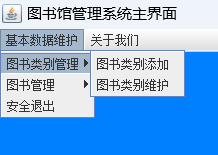 图书馆管理系统主界面
基本数据维护 关于我们
图书类别管理 图书类别添加
图书管理 图书类别维护
安全退出